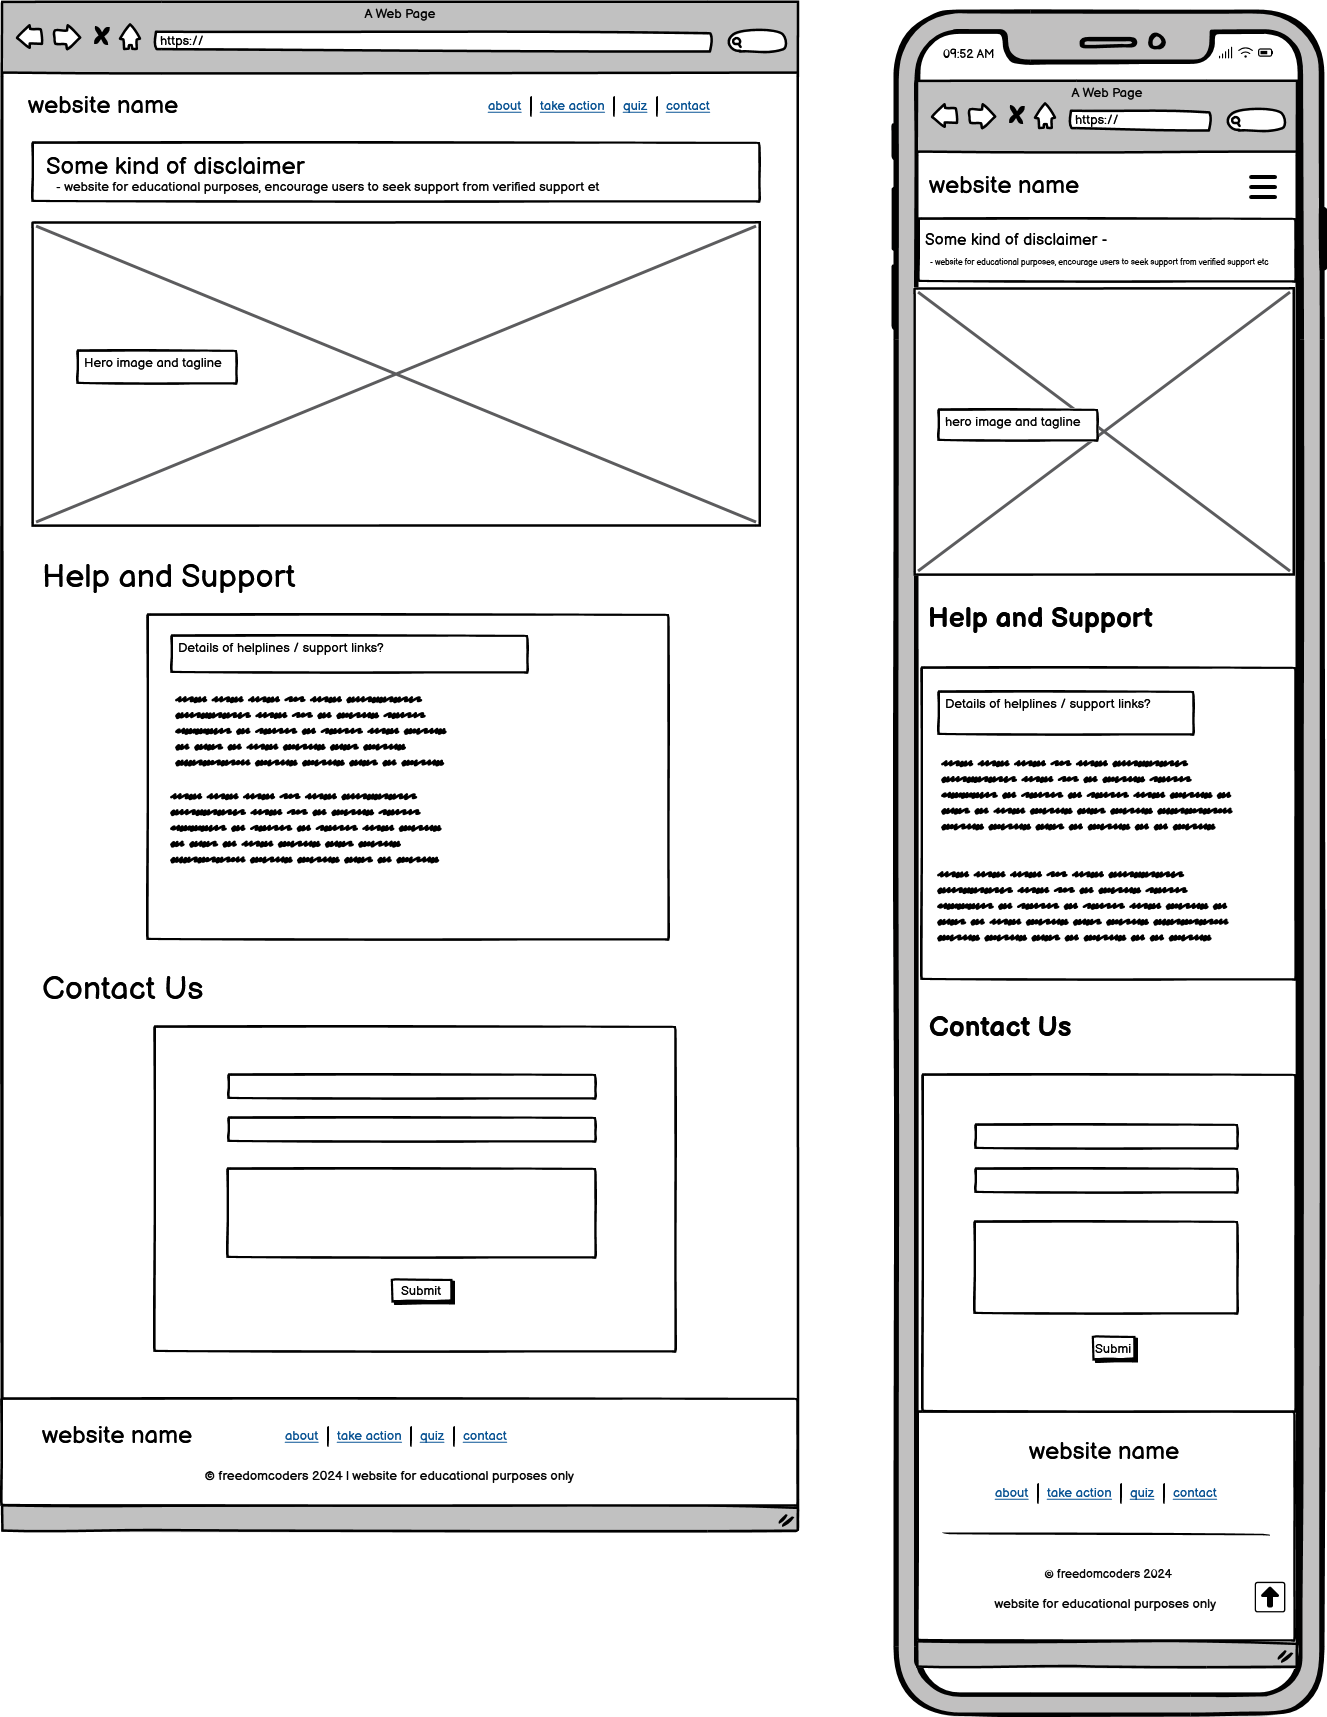 A Web Page
https://
website name
about | take action | quiz | contact
Some kind of disclaimer
- website for educational purposes, encourage users to seek support from verified support et
Hero image and tagline
Help and Support
Details of helplines / support links?
Contact Us
Submit
website name
about | take action | quiz | contact
© freedomcoders 2024 | website for educational purposes only
09:52 AM
A Web Page
https://
website name
Some kind of disclaimer -
- website for educational purposes, encourage users to seek support from verified support etc
hero image and tagline
Help and Support
Details of helplines / support links?
Contact Us
Submi
website name
about | take action | quiz | contact
© freedomcoders 2024
website for educational purposes only